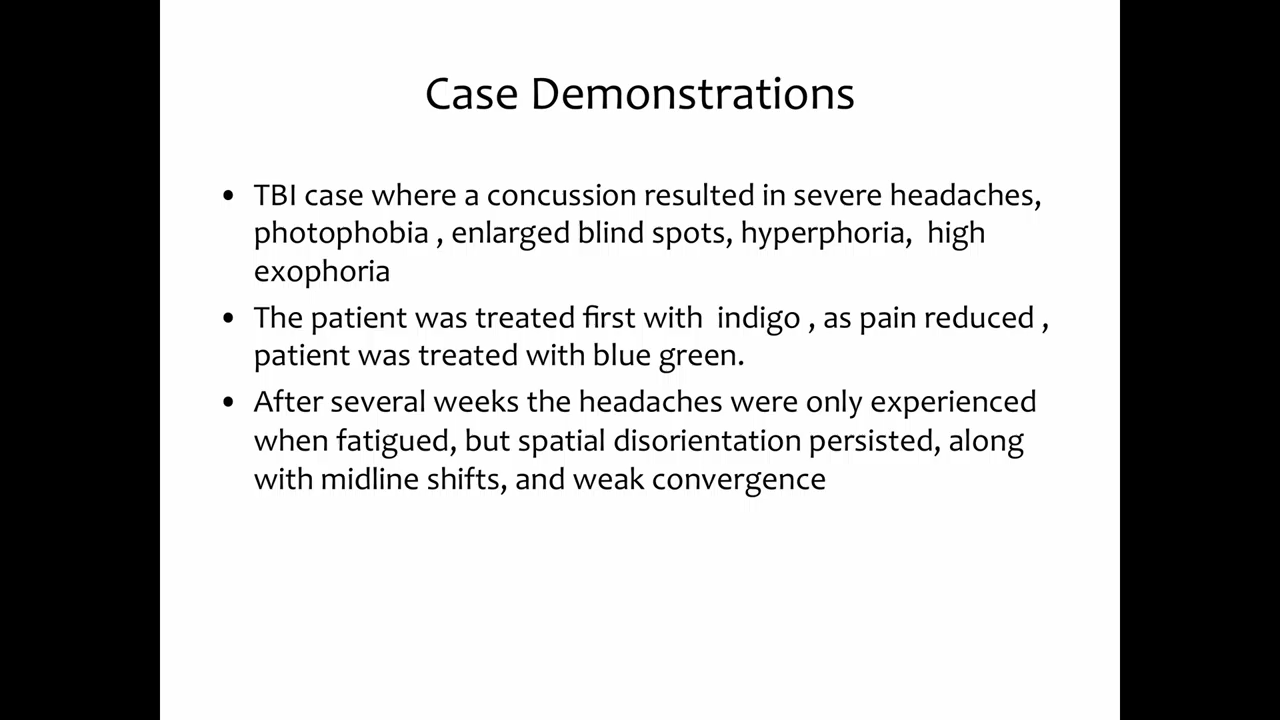 Case Demonstrations
• TBI case where a concussion resulted in severe headaches,
photophobia , enlarged blind spots, hyperphoria,  high
exophoria
• The patient was treated first with  indigo , as pain reduced ,
patient was treated with blue green.
• After several weeks the headaches were only experienced
when fatigued, but spatial disorientation persisted, along
with midline shifts, and weak convergence